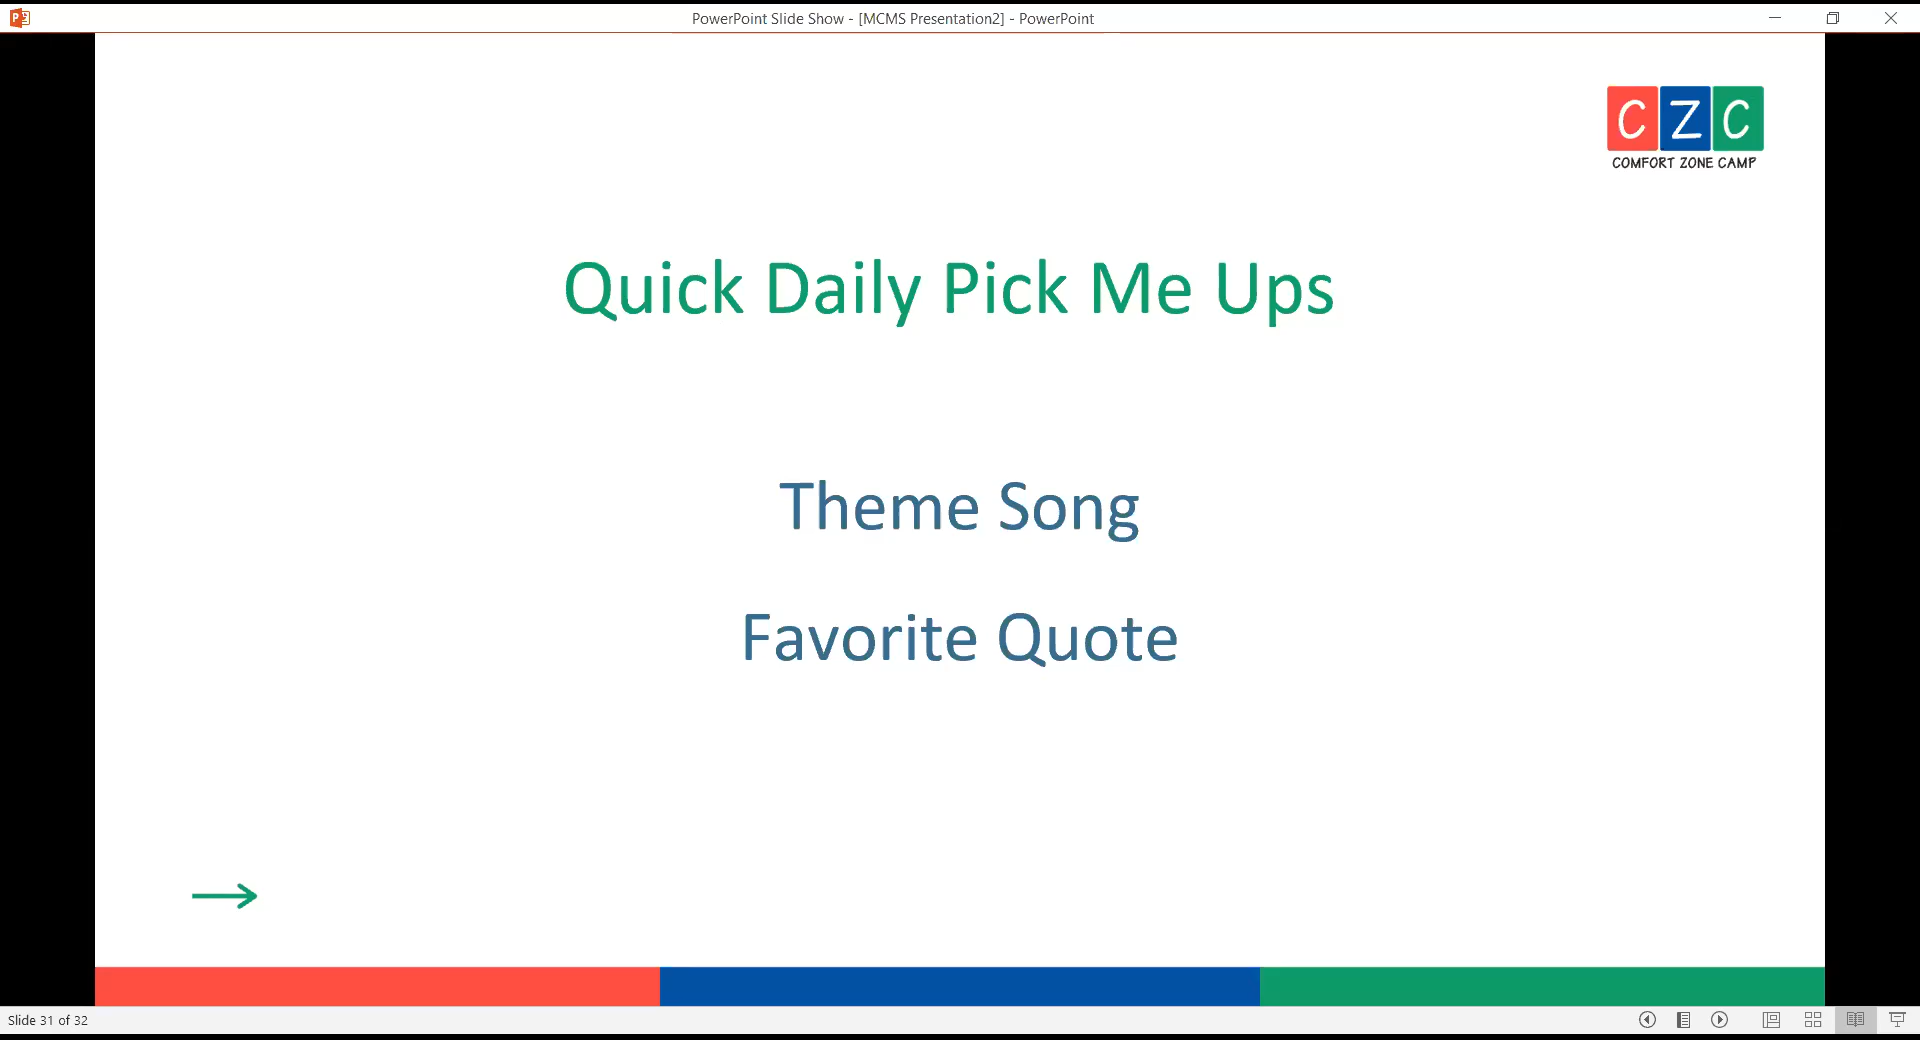 PowerPoint Slide Show - [MCMS Presentation2] - PowerPoint
CZC
COMFORT ZONE CAMP
Quick Daily Pick Me Ups
Theme Song
Favorite Quote
Slide 31 of 32